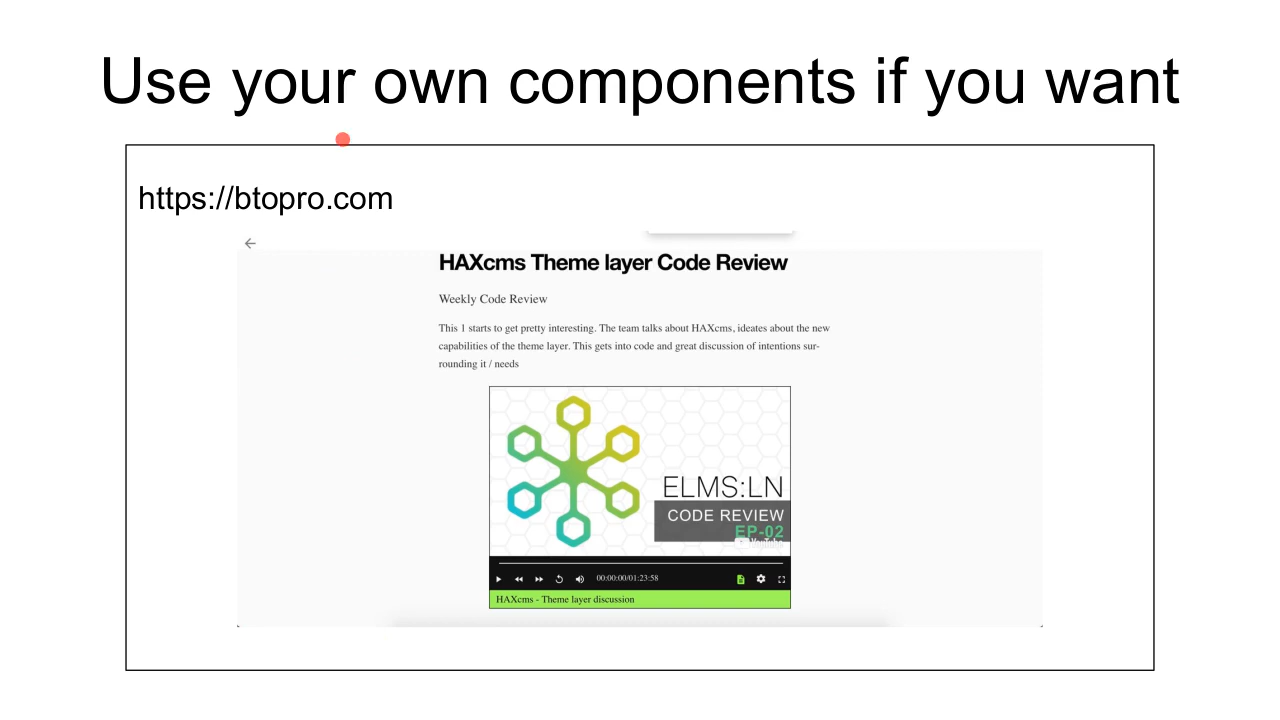 Use your own components if you want
https://btopro.com
HAXcms Theme layer Code Review
Weekly Code Review
This 1 starts to get pretty interesting. The team talks about HAXcms, ideates about the new
capabilities of the theme layer. This gets into code and great discussion of intentions sur-
rounding it / needs
ELMS:LN
CODE REVIEW
EP-02
YouTube
00:00:00/01:23:58
HAXcms - Theme layer discussion